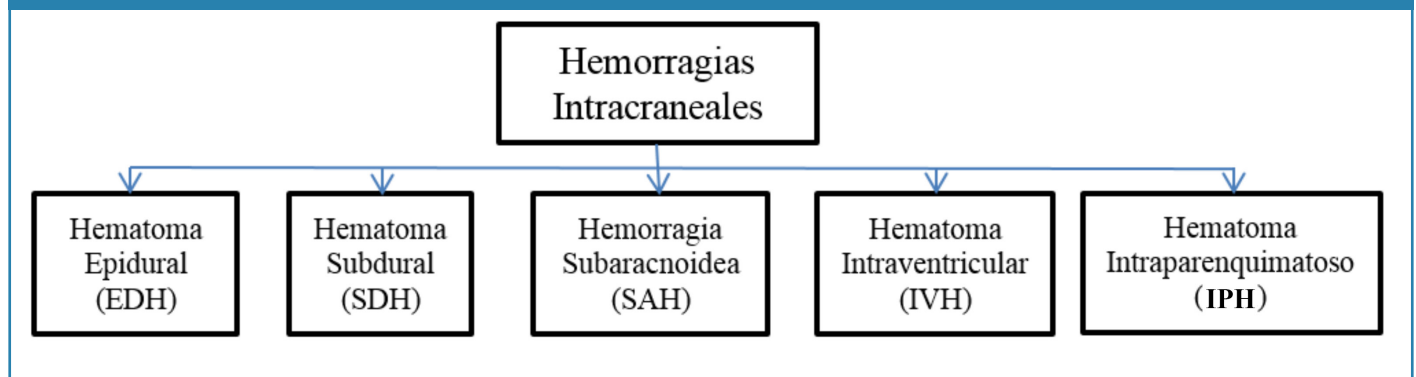 Hemorragias
Intracraneales
Hematoma
Epidural
(EDH)
Hematoma
Subdural
(SDH)
Hemorragia
Subaracnoidea
(SAH)
Hematoma
Intraventricular
(IVH)
Hematoma
Intraparenquimatoso
(IPH)